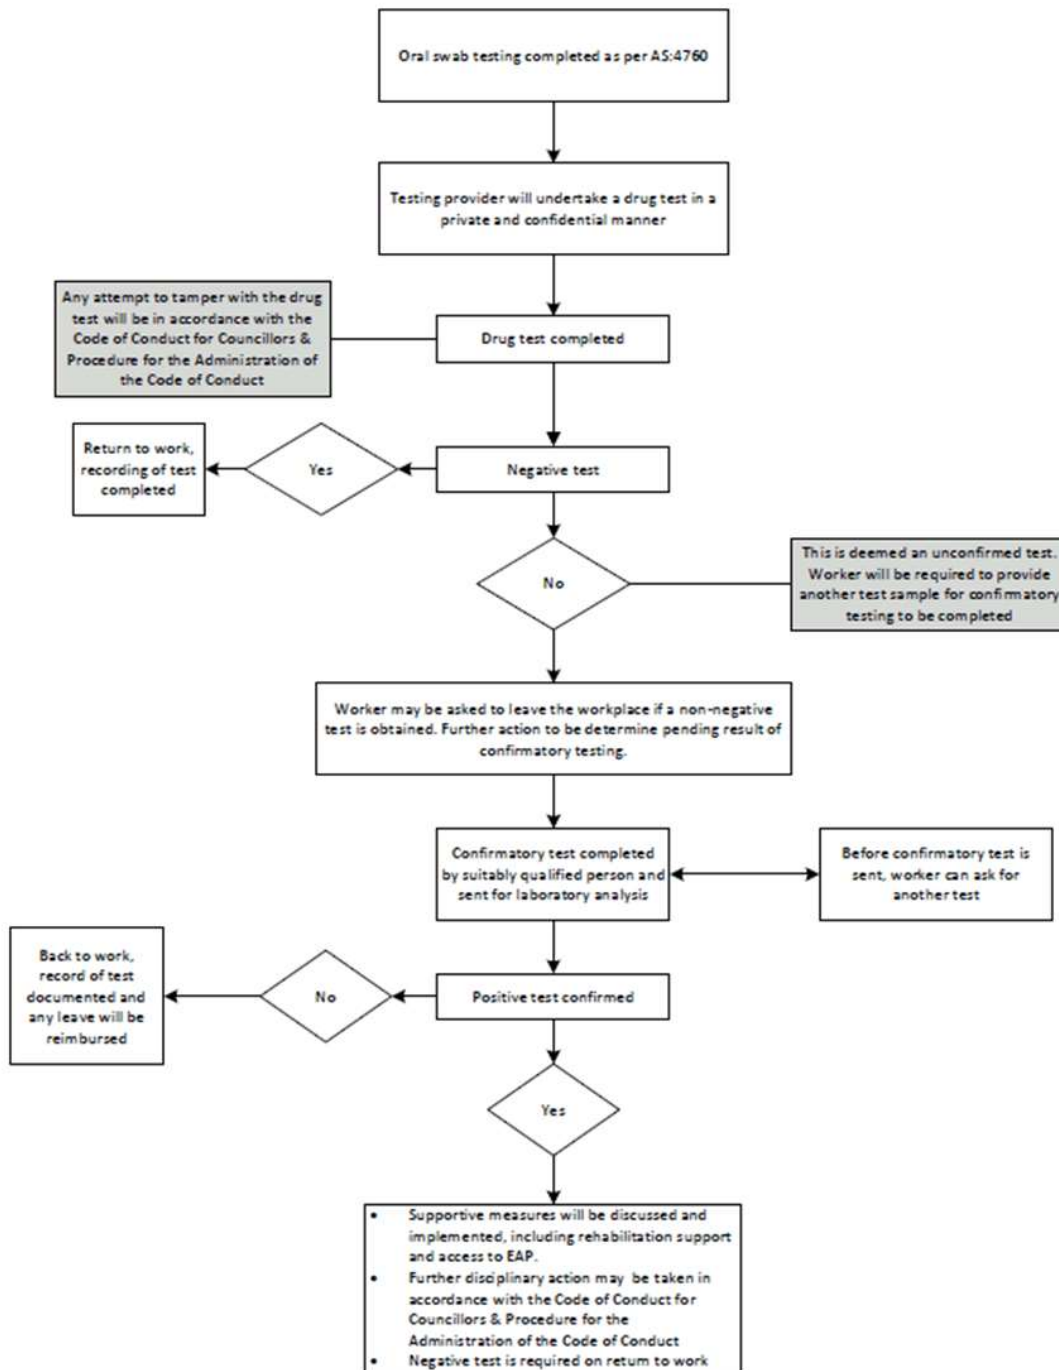 Oral swab testing completed as per AS:4760
Testing provider will undertake a drug test in a
private and confidential manner
Any attempt to tamper with the drug
test will be in accordance with the
Code of Conduct for Councillors &
Procedure for the Administration of
the Code of Conduct
Drug test completed
Return to work,
recording of test
completed
Yes
Negative test
No
This is deemed an unconfirmed test.
Worker will be required to provide
another test sample for confirmatory
testing to be completed
Worker may be asked to leave the workplace if a non-negative
test is obtained. Further action to be determine pending result of
confirmatory testing.
Confirmatory test completed
by suitably qualified person and
sent for laboratory analysis
Before confirmatory test is
sent, worker can ask for
another test
Back to work,
record of test
documented and
any leave will be
reimbursed
No
Positive test confirmed
Yes
• Supportive measures will be discussed and
implemented, including rehabilitation support
and access to EAP.
• Further disciplinary action may be taken in
accordance with the Code of Conduct for
Councillors & Procedure for the
Administration of the Code of Conduct
• Negative test is required on return to work